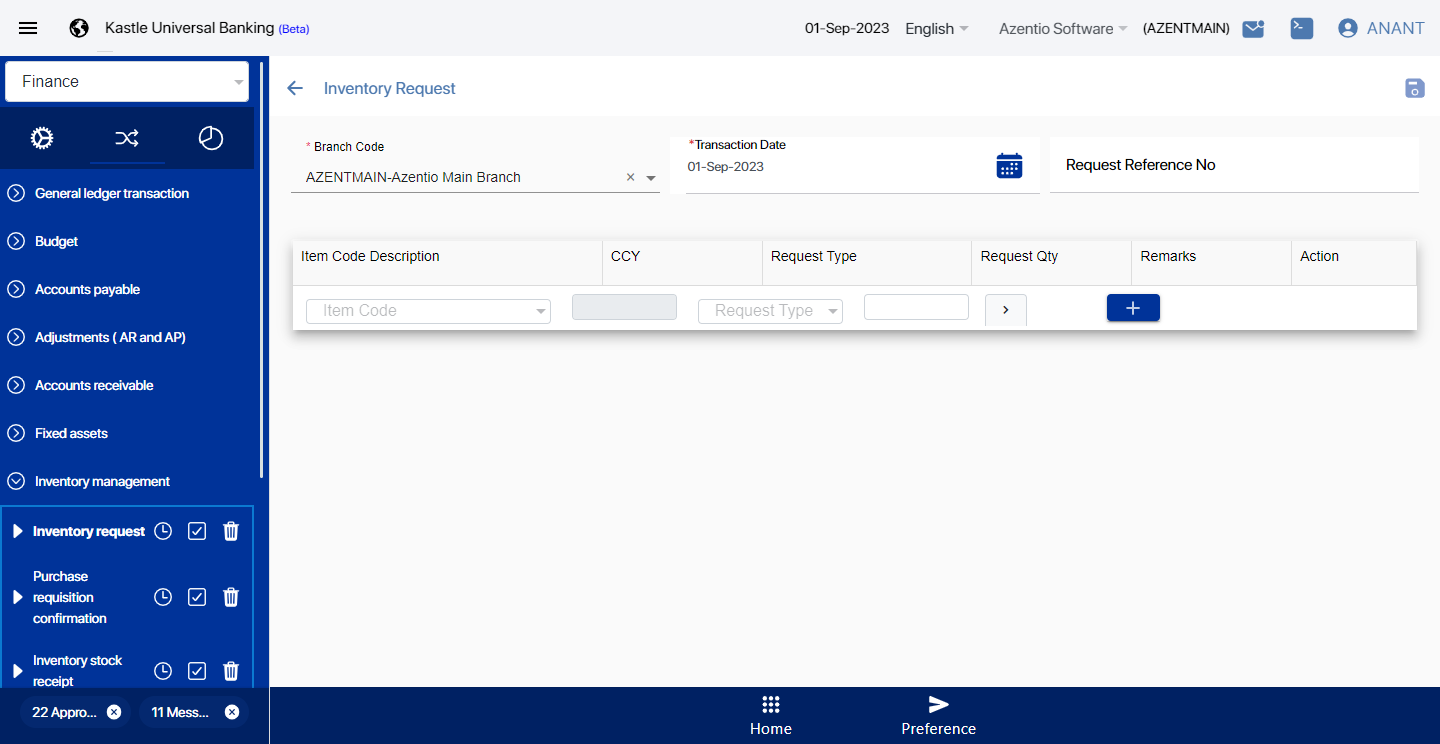 Kastle Universal Banking (Beta)
01-Sep-2023 English Azentio Software (AZENTMAIN) ANANT
Finance
General ledger transaction
Budget
Accounts payable
Adjustments ( AR and AP)
Accounts receivable
Fixed assets
Inventory management
Inventory request
Purchase
requisition
confirmation
Inventory stock
receipt
22 Appro... 11 Mess...
Inventory Request
* Branch Code
AZENTMAIN-Azentio Main Branch
*Transaction Date
01-Sep-2023
Request Reference No
Item Code Description CCY Request Type Request Qty Remarks Action
Item Code Request Type
Home Preference